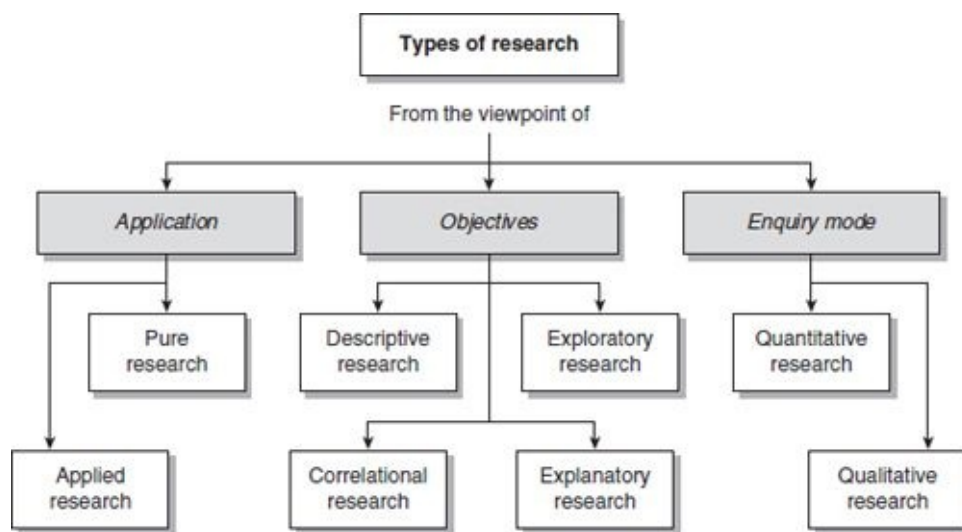 Types of research
From the viewpoint of
Application
Objectives
Enquiry mode
Pure
research
Descriptive
research
Exploratory
research
Quantitative
research
Applied
research
Correlational
research
Explanatory
research
Qualitative
research